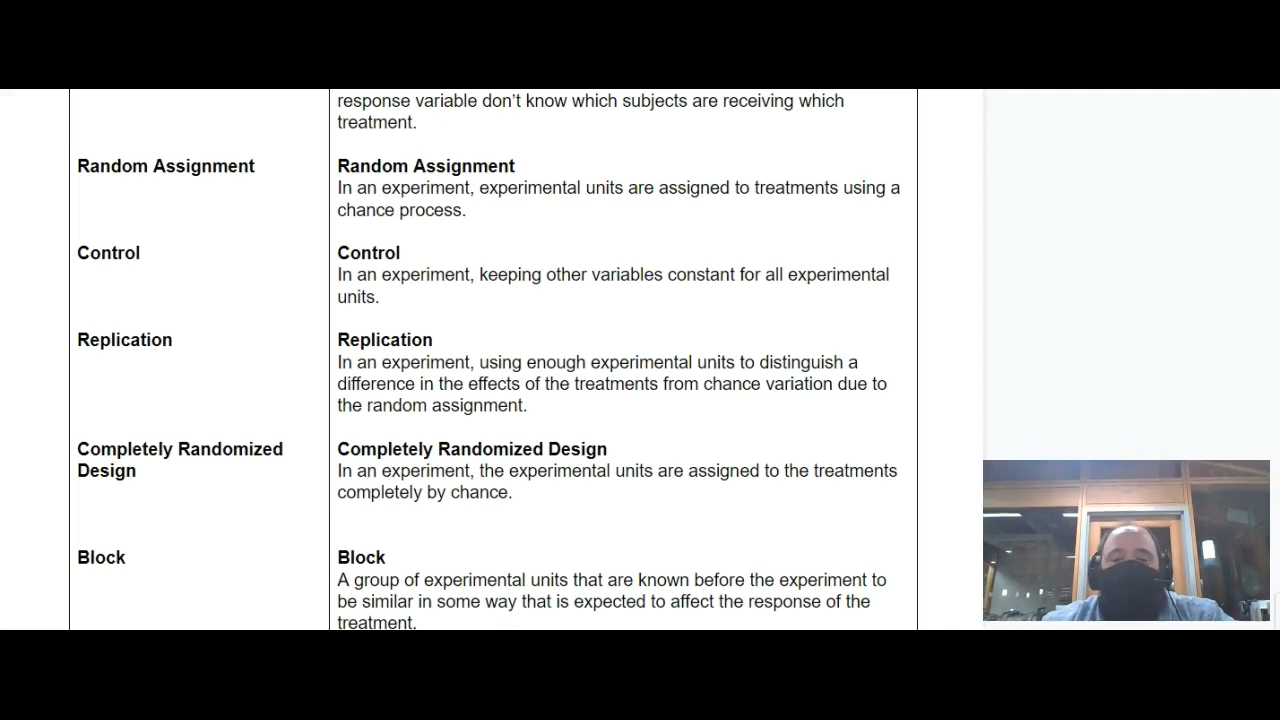 response variable don't know which subjects are receiving which
treatment.
Random Assignment
Random Assignment
In an experiment, experimental units are assigned to treatments using a
chance process.
Control
Control
In an experiment, keeping other variables constant for all experimental
units.
Replication
Replication
In an experiment, using enough experimental units to distinguish a
difference in the effects of the treatments from chance variation due to
the random assignment.
Completely Randomized
Design
Completely Randomized Design
In an experiment, the experimental units are assigned to the treatments
completely by chance.
Block
Block
A group of experimental units that are known before the experiment to
be similar in some way that is expected to affect the response of the
treatment.